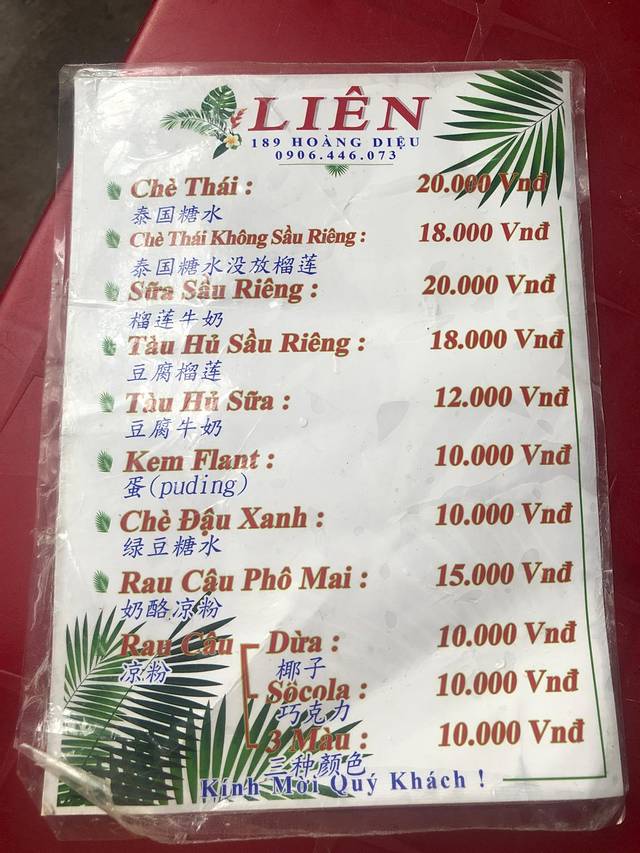 LIÊN
189 HOÀNG DIỆU
0906.446.073
Chè Thái : 20.000 Vnđ
泰国糖水
Chè Thái Không Sầu Riêng : 18.000 Vnđ
泰国糖水没放榴莲
Sữa Sầu Riêng : 20.000 Vnđ
榴莲牛奶
Tàu Hủ Sầu Riêng : 18.000 Vnđ
豆腐榴莲
Tàu Hủ Sữa : 12.000 Vnđ
豆腐牛奶
Kem Flant : 10.000 Vnđ
蛋(puding)
Chè Đậu Xanh : 10.000 Vnđ
绿豆糖水
Rau Câu Phô Mai : 15.000 Vnđ
奶酪凉粉
Rau Câu Dừa : 10.000 Vnđ
凉粉 椰子
Sôcola : 10.000 Vnđ
巧克力
3 Màu : 10.000 Vnđ
三种颜色
Kính Mời Quý Khách !